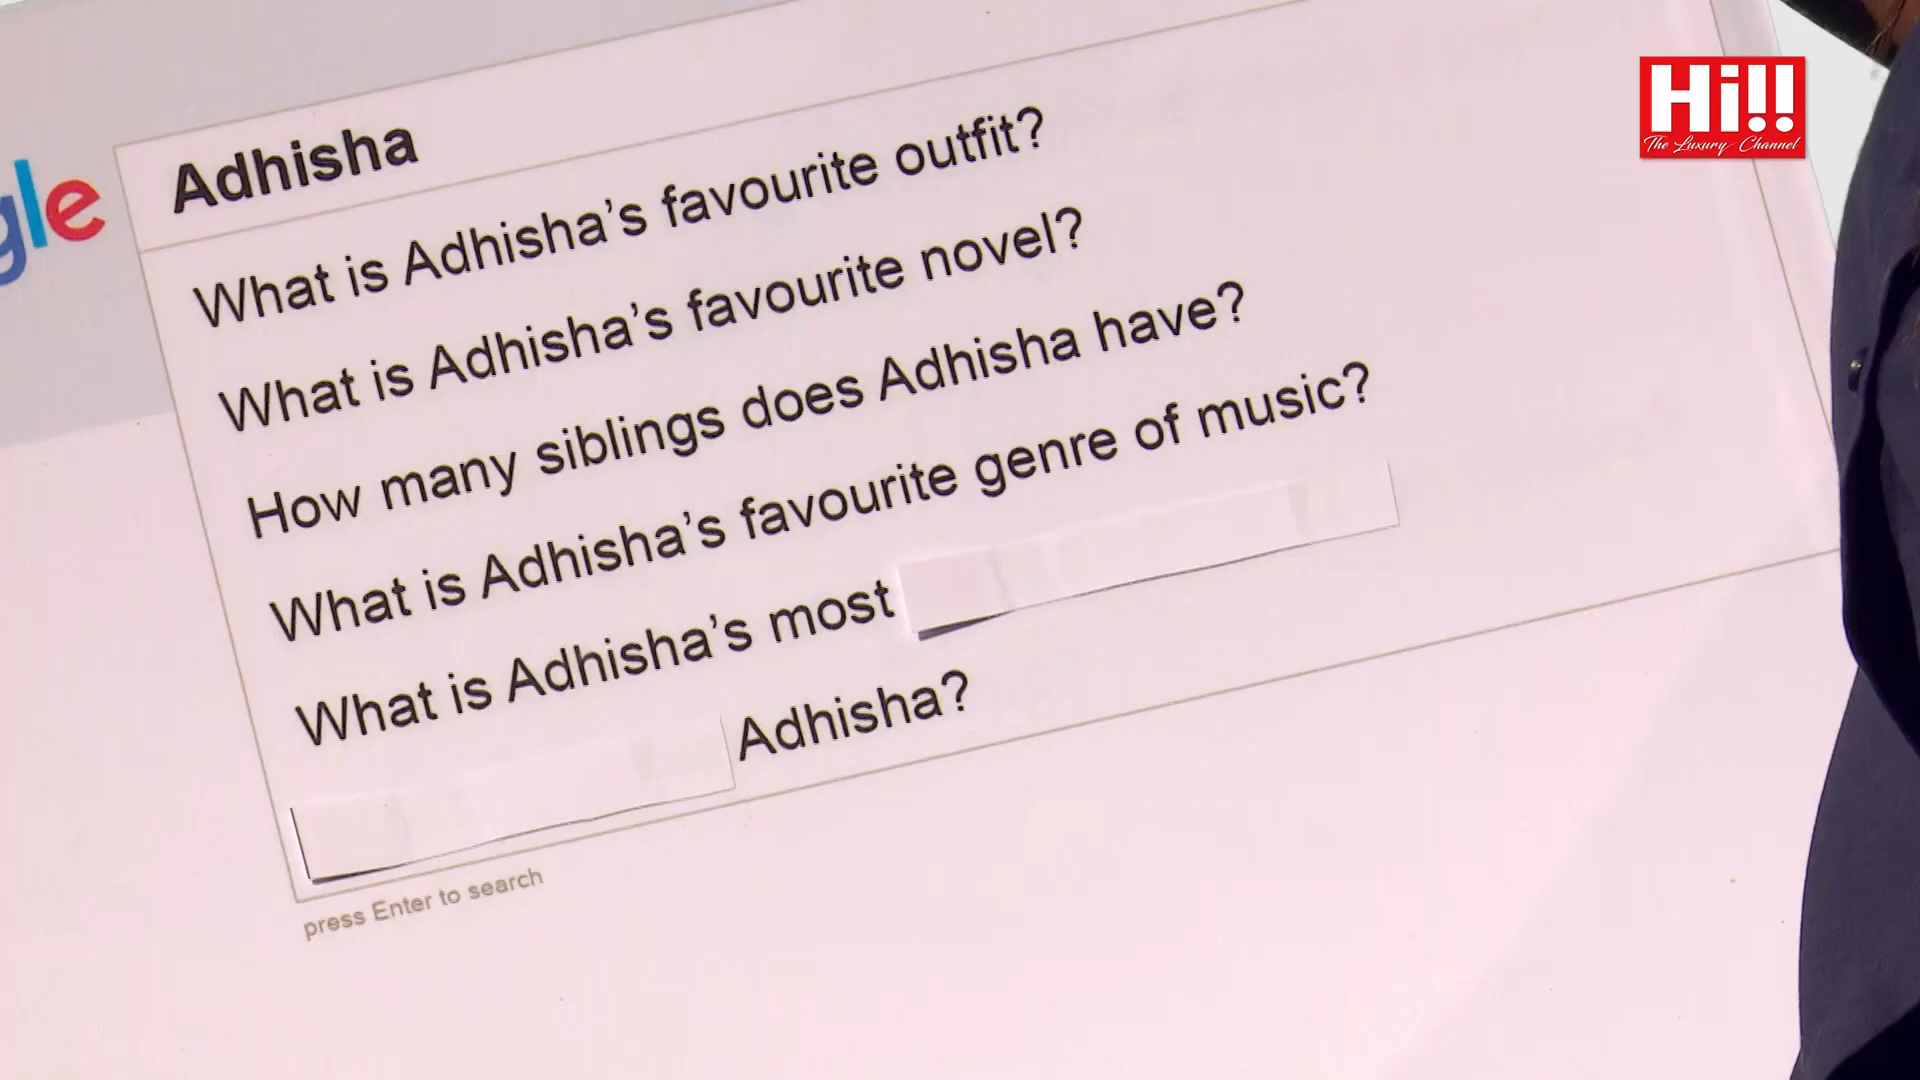 Hi!!
The Luxury Channel
gle
Adhisha
What is Adhisha's favourite outfit?
What is Adhisha's favourite novel?
How many siblings does Adhisha have?
What is Adhisha's favourite genre of music?
What is Adhisha's most
Adhisha?
press Enter to search